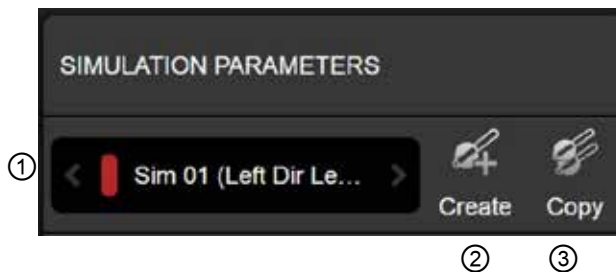 SIMULATION PARAMETERS
① < Sim 01 (Left Dir Le... >
Create Copy
② ③